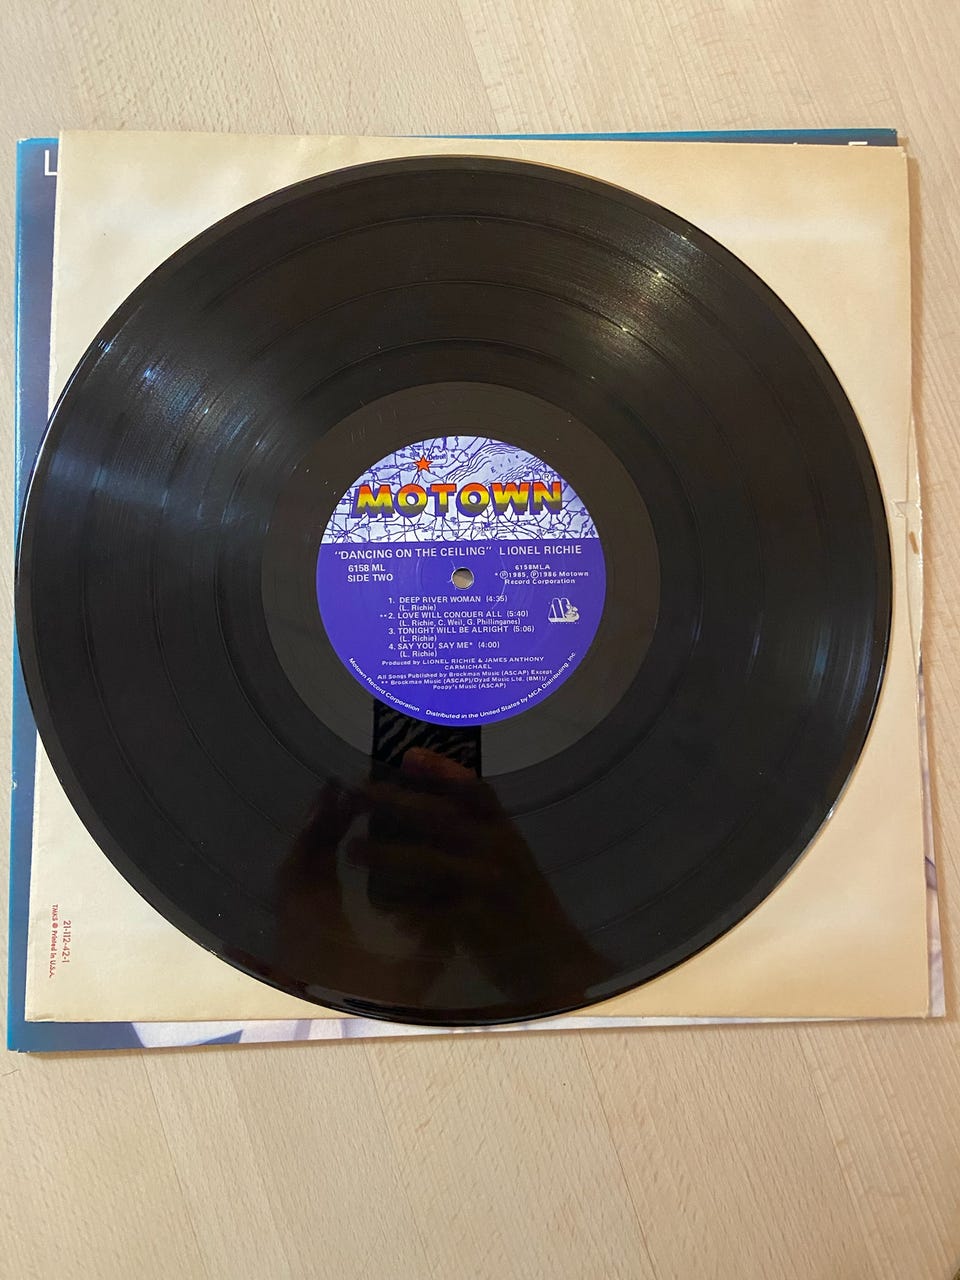 L
Detroit
ERIE
MOTOWN
"DANCING ON THE CEILING" LIONEL RICHIE
6158 ML
SIDE TWO
6158MLA
*Ⓟ1985, Ⓟ1986 Motown
Record Corporation
1. DEEP RIVER WOMAN (4:35)
(L. Richie)
**2. LOVE WILL CONQUER ALL (5:40)
(L. Richie, C. Weil, G. Phillinganes)
3. TONIGHT WILL BE ALRIGHT (5:06)
(L. Richie)
4. SAY YOU, SAY ME* (4:00)
(L. Richie)
Produced by LIONEL RICHIE & JAMES ANTHONY
CARMICHAEL
All Songs Published by Brockman Music (ASCAP) Except
** Brockman Music (ASCAP)/Dyad Music Ltd. (BMI)/
Poopy's Music (ASCAP)
Motown Record Corporation Distributed in the United States by MCA Distributing, Inc.
21-112-42-1
TMKS ® Printed in U.S.A.